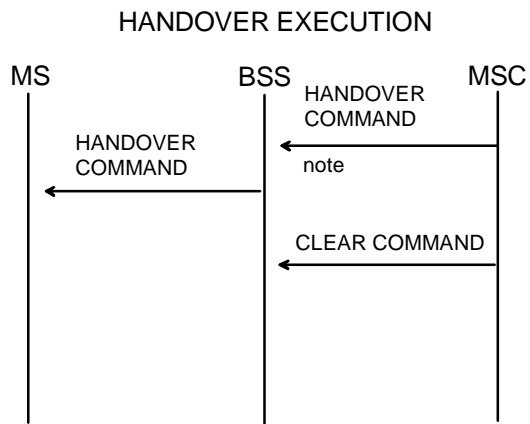 HANDOVER EXECUTION
MS BSS MSC
HANDOVER
COMMAND
HANDOVER
COMMAND
note
CLEAR COMMAND